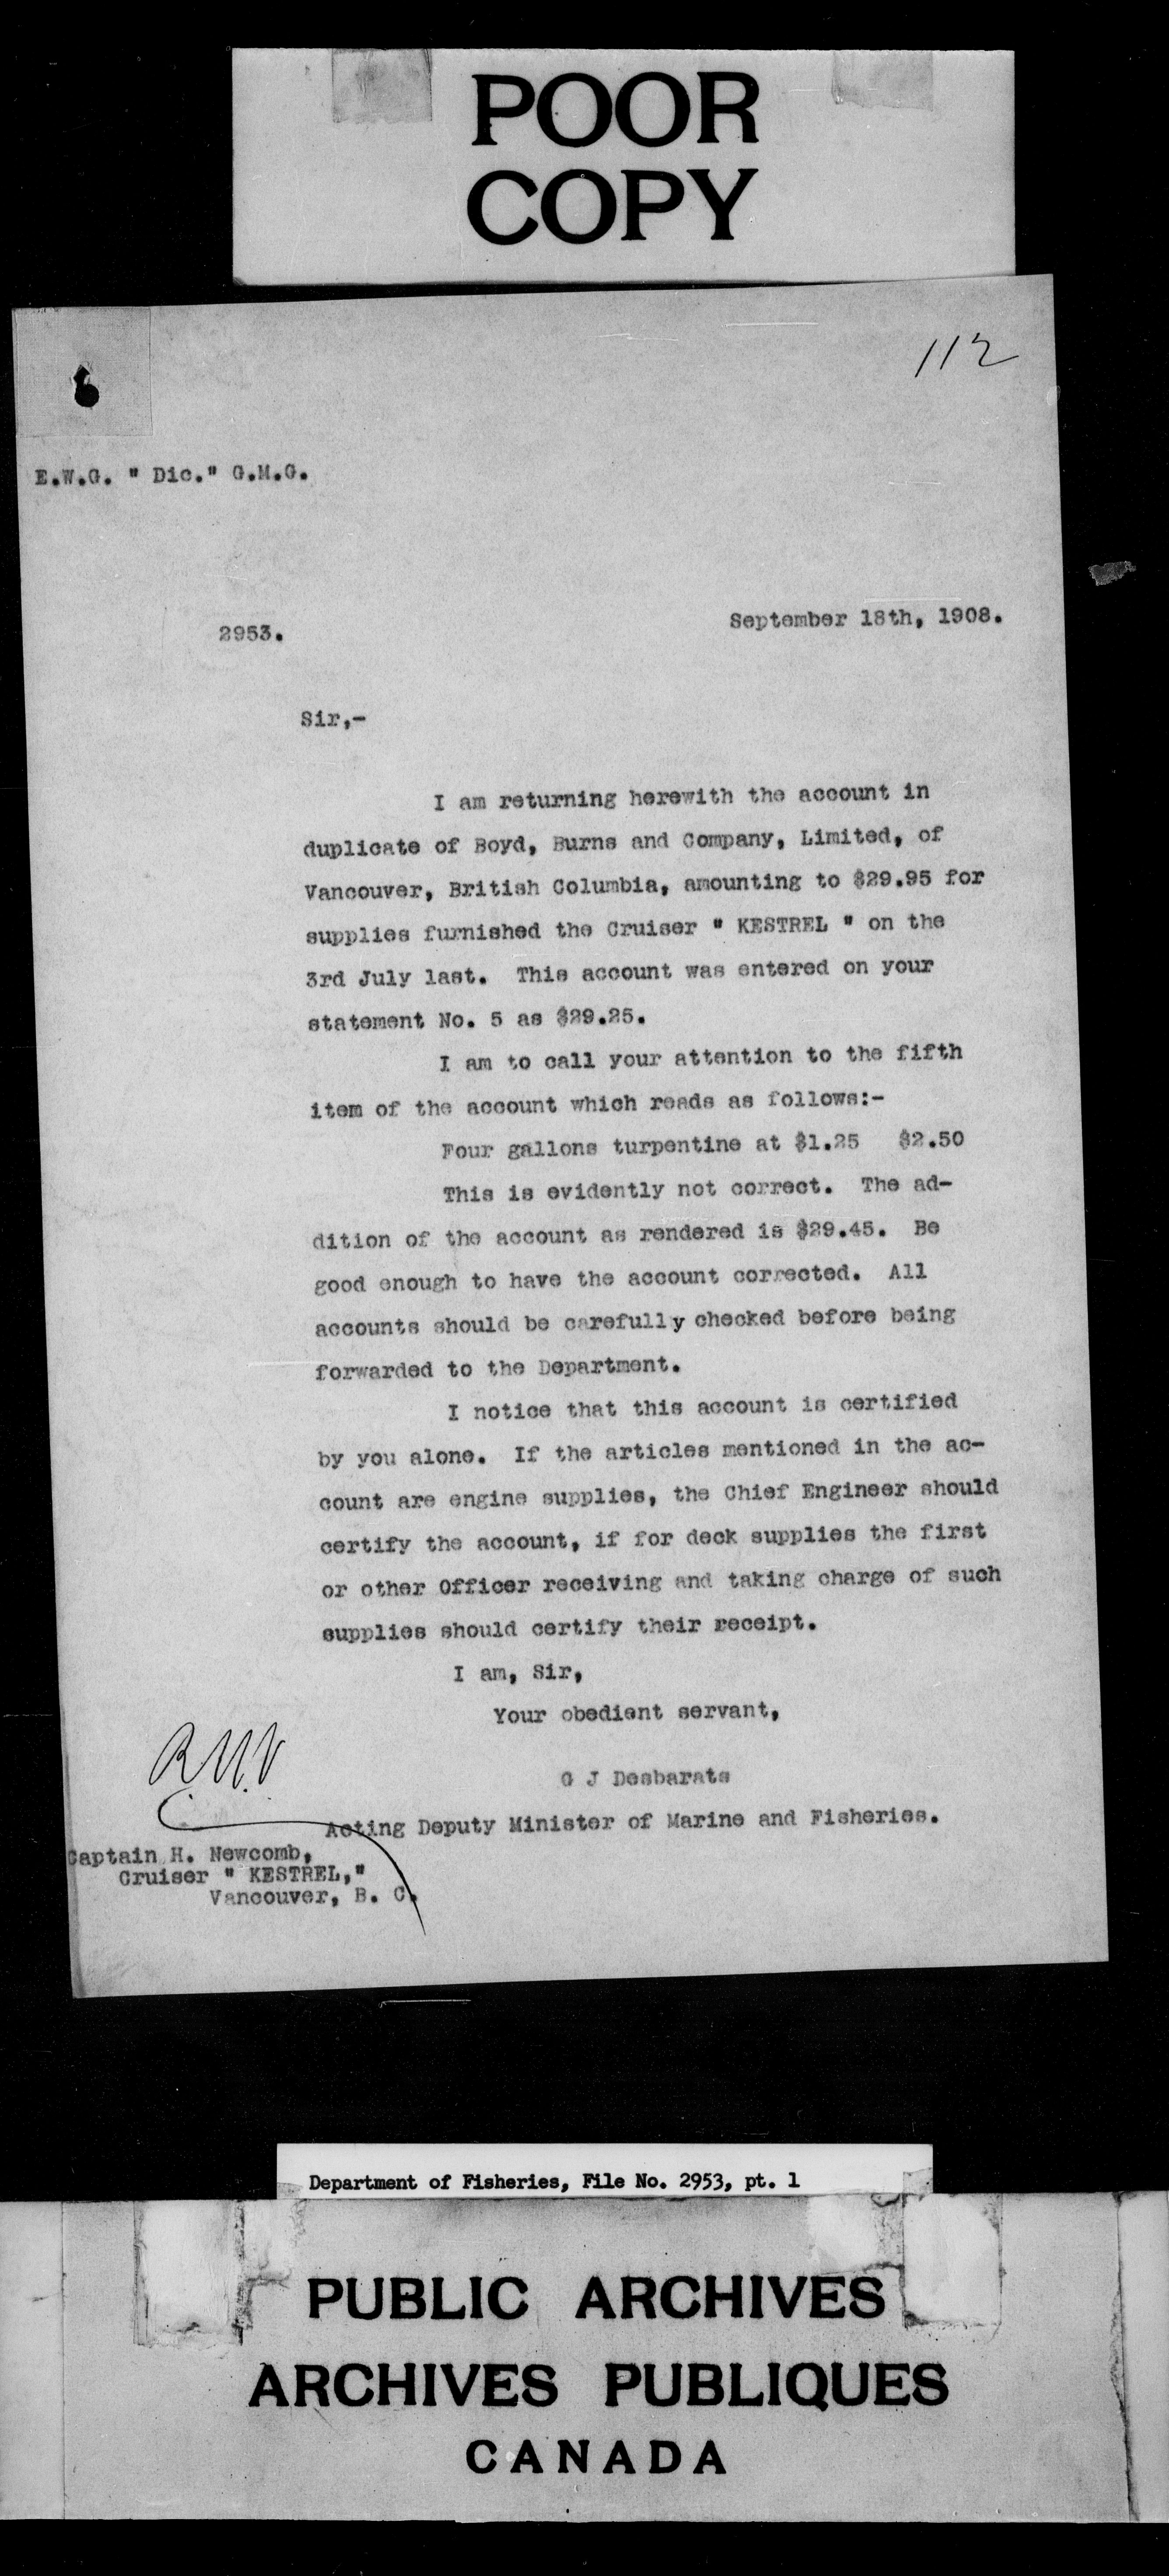 POOR
COPY
112
E.W.G. " Dic." G.M.G.
2953.
September 18th, 1908.
Sir,-
I am returning herewith the account in
duplicate of Boyd, Burns and Company, Limited, of
Vancouver, British Columbia, amounting to $29.95 for
supplies furnished the Cruiser " KESTREL " on the
3rd July last. This account was entered on your
statement No. 5 as $29.25.
I am to call your attention to the fifth
item of the account which reads as follows:-
Four gallons turpentine at $1.25 $2.50
This is evidently not correct. The ad-
dition of the account as rendered is $29.45. Be
good enough to have the account corrected. All
accounts should be carefully checked before being
forwarded to the Department.
I notice that this account is certified
by you alone. If the articles mentioned in the ac-
count are engine supplies, the Chief Engineer should
certify the account, if for deck supplies the first
or other Officer receiving and taking charge of such
supplies should certify their receipt.
I am, Sir,
Your obedient servant,
G J Desbarats
Acting Deputy Minister of Marine and Fisheries.
Captain H. Newcomb,
Cruiser " KESTREL,"
Vancouver, B. C.
Department of Fisheries, File No. 2953, pt. 1
PUBLIC ARCHIVES
ARCHIVES PUBLIQUES
CANADA